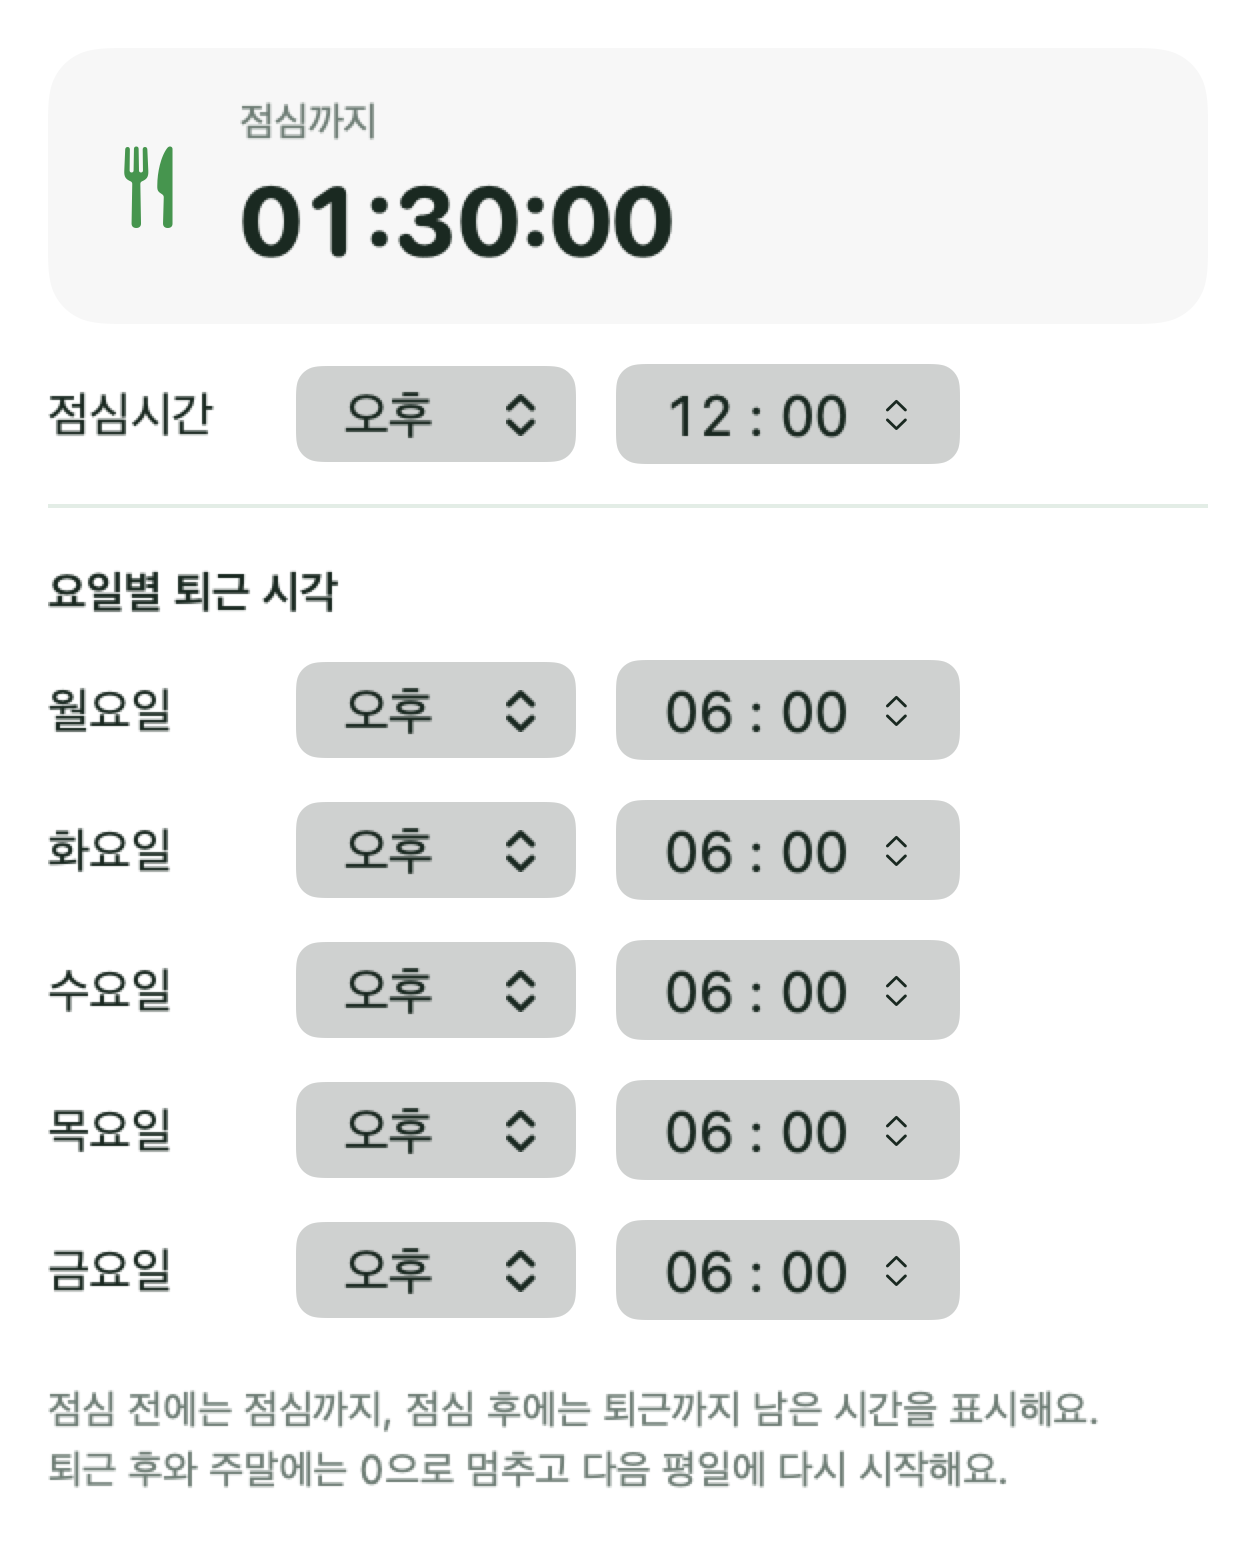 점심까지
01:30:00
점심시간 오후 12 : 00
요일별 퇴근 시각
월요일 오후 06 : 00
화요일 오후 06 : 00
수요일 오후 06 : 00
목요일 오후 06 : 00
금요일 오후 06 : 00
점심 전에는 점심까지, 점심 후에는 퇴근까지 남은 시간을 표시해요.
퇴근 후와 주말에는 0으로 멈추고 다음 평일에 다시 시작해요.